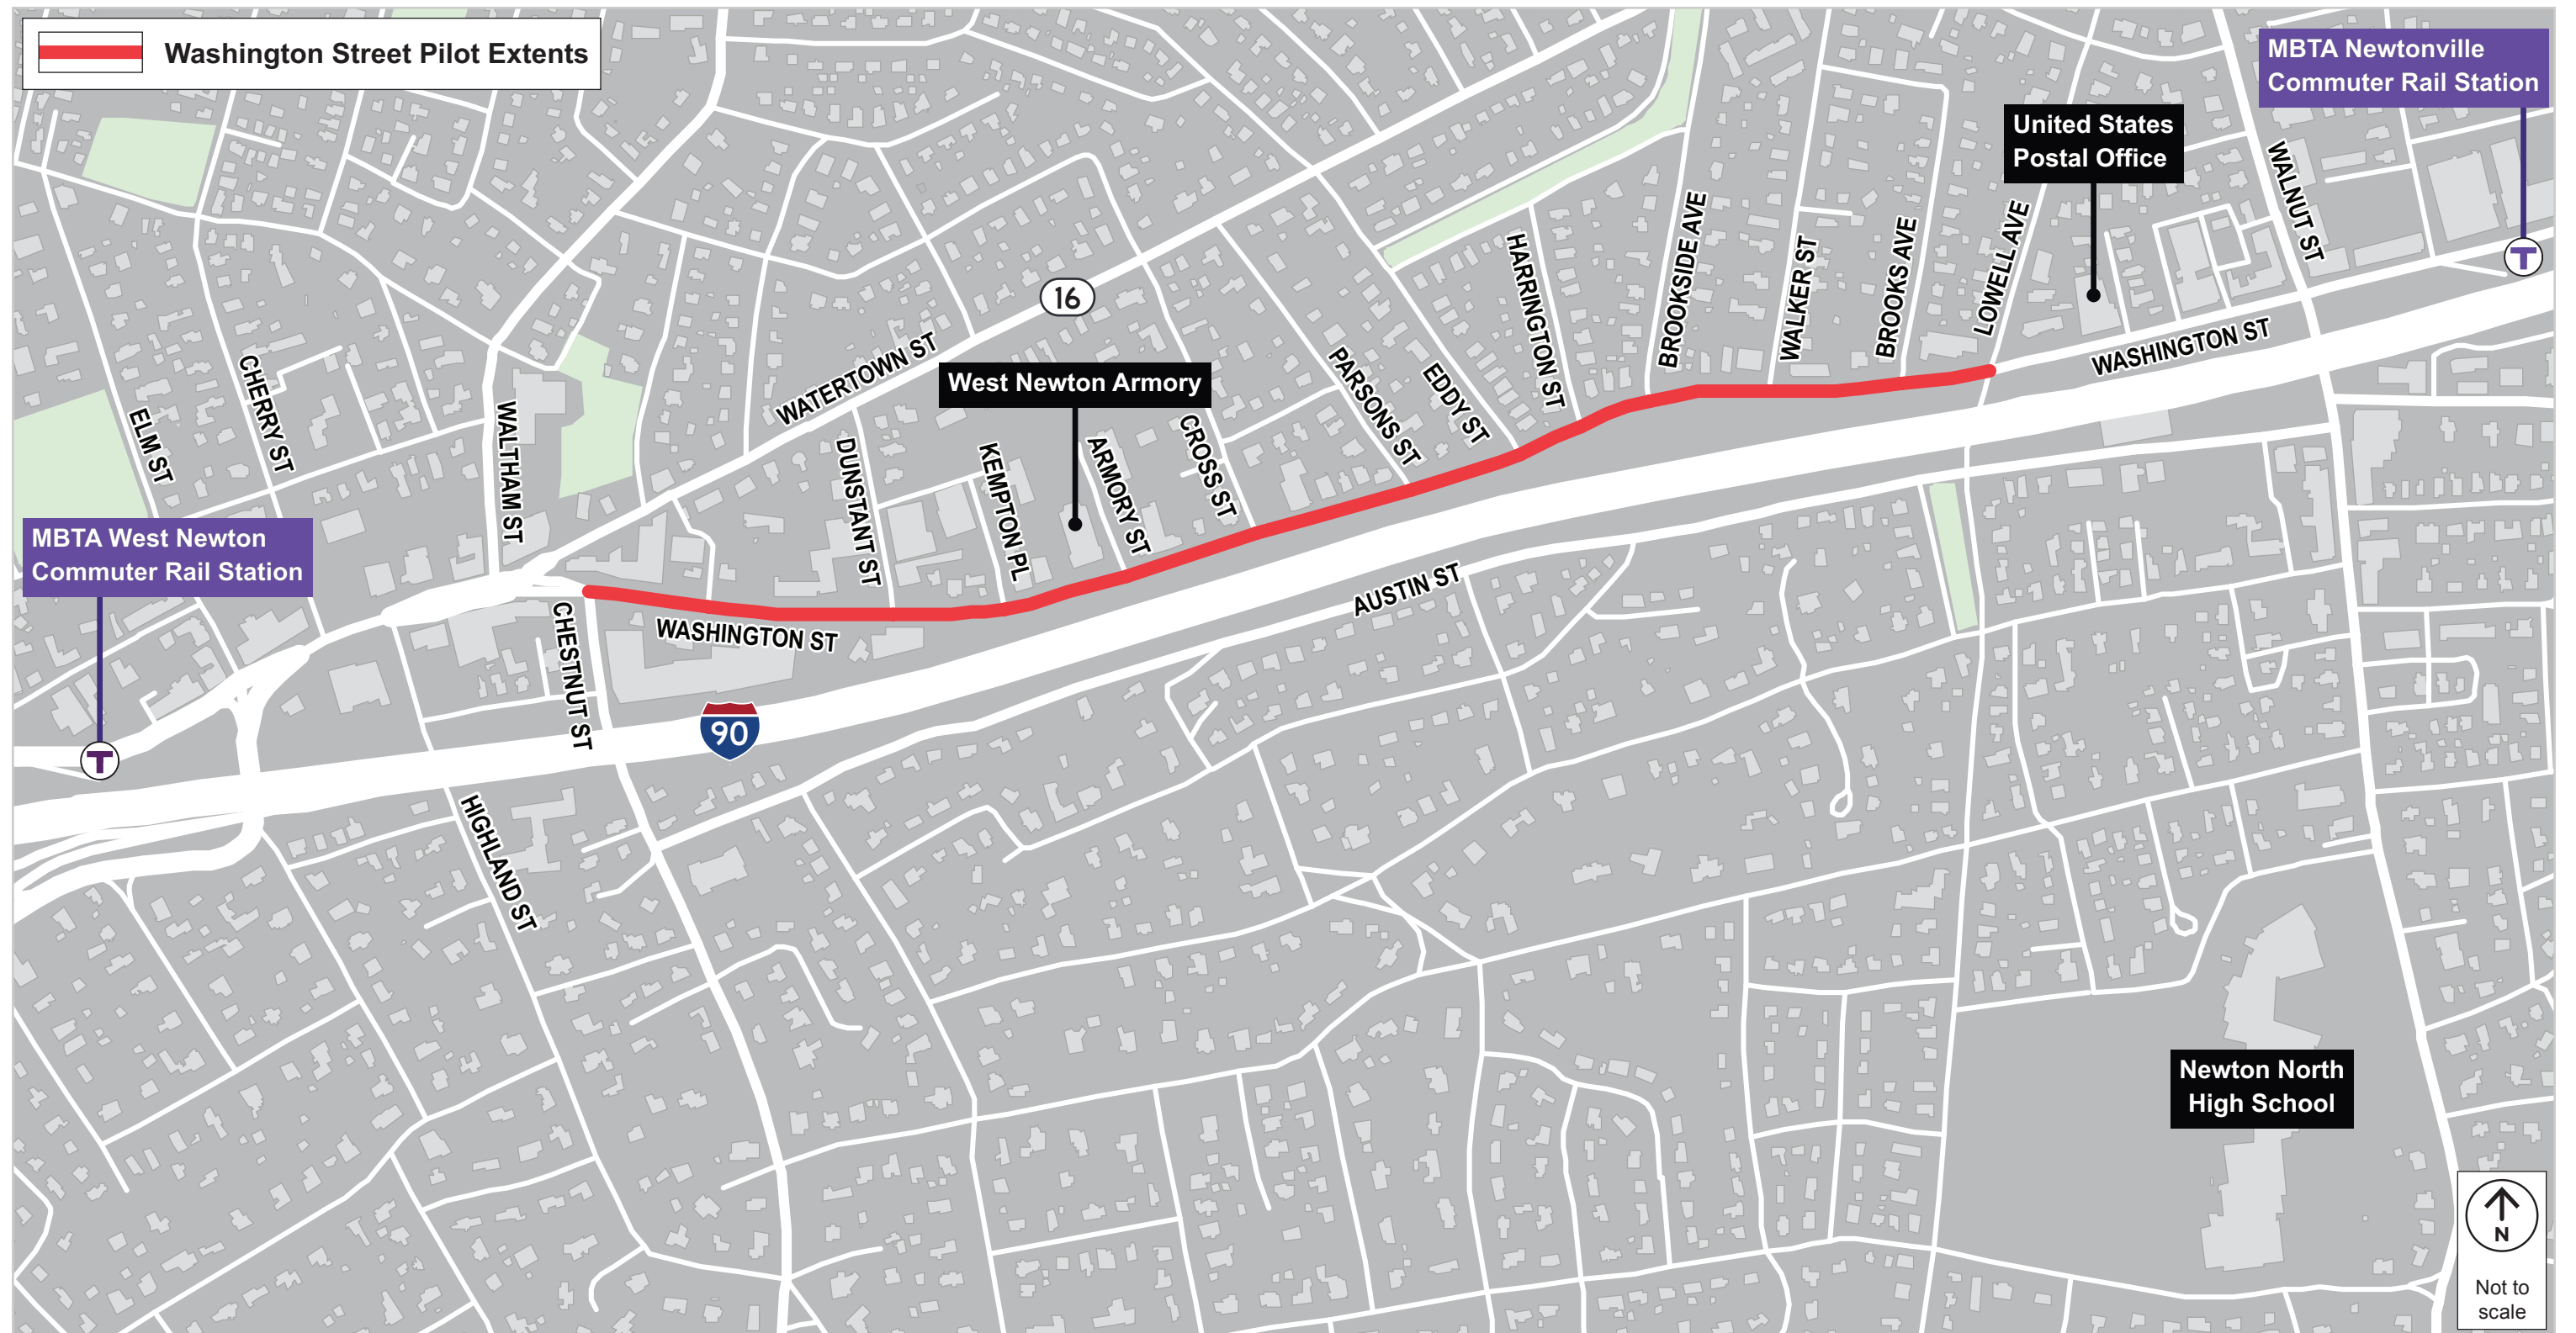 Washington Street Pilot Extents
MBTA Newtonville
Commuter Rail Station
United States
Postal Office
WALNUT ST
T
16
HARRINGTON ST
BROOKSIDE AVE
WALKER ST
BROOKS AVE
LOWELL AVE
WASHINGTON ST
WATERTOWN ST
West Newton Armory
PARSONS ST
EDDY ST
ELM ST
CHERRY ST
WALTHAM ST
DUNSTANT ST
KEMPTON PL
ARMORY ST
CROSS ST
MBTA West Newton
Commuter Rail Station
T
CHESTNUT ST
WASHINGTON ST
AUSTIN ST
90
HIGHLAND ST
Newton North
High School
N
Not to
scale